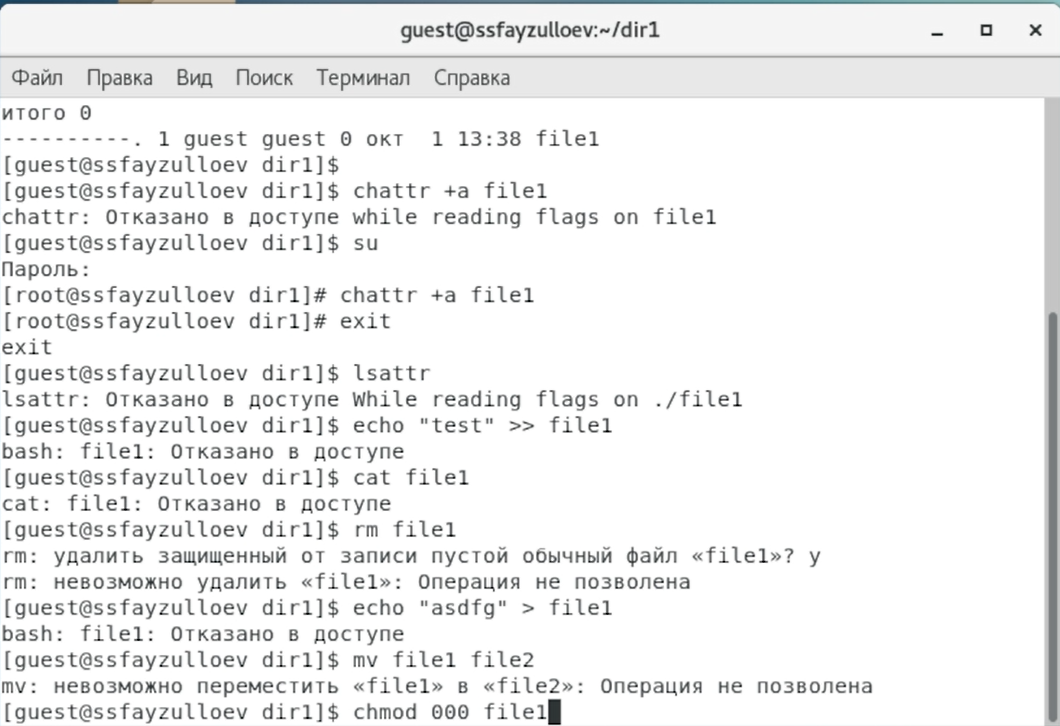 guest@ssfayzulloev:~/dir1
Файл Правка Вид Поиск Терминал Справка
итого 0
----------. 1 guest guest 0 окт  1 13:38 file1
[guest@ssfayzulloev dir1]$
[guest@ssfayzulloev dir1]$ chattr +a file1
chattr: Отказано в доступе while reading flags on file1
[guest@ssfayzulloev dir1]$ su
Пароль:
[root@ssfayzulloev dir1]# chattr +a file1
[root@ssfayzulloev dir1]# exit
exit
[guest@ssfayzulloev dir1]$ lsattr
lsattr: Отказано в доступе While reading flags on ./file1
[guest@ssfayzulloev dir1]$ echo "test" >> file1
bash: file1: Отказано в доступе
[guest@ssfayzulloev dir1]$ cat file1
cat: file1: Отказано в доступе
[guest@ssfayzulloev dir1]$ rm file1
rm: удалить защищенный от записи пустой обычный файл «file1»? y
rm: невозможно удалить «file1»: Операция не позволена
[guest@ssfayzulloev dir1]$ echo "asdfg" > file1
bash: file1: Отказано в доступе
[guest@ssfayzulloev dir1]$ mv file1 file2
mv: невозможно переместить «file1» в «file2»: Операция не позволена
[guest@ssfayzulloev dir1]$ chmod 000 file1